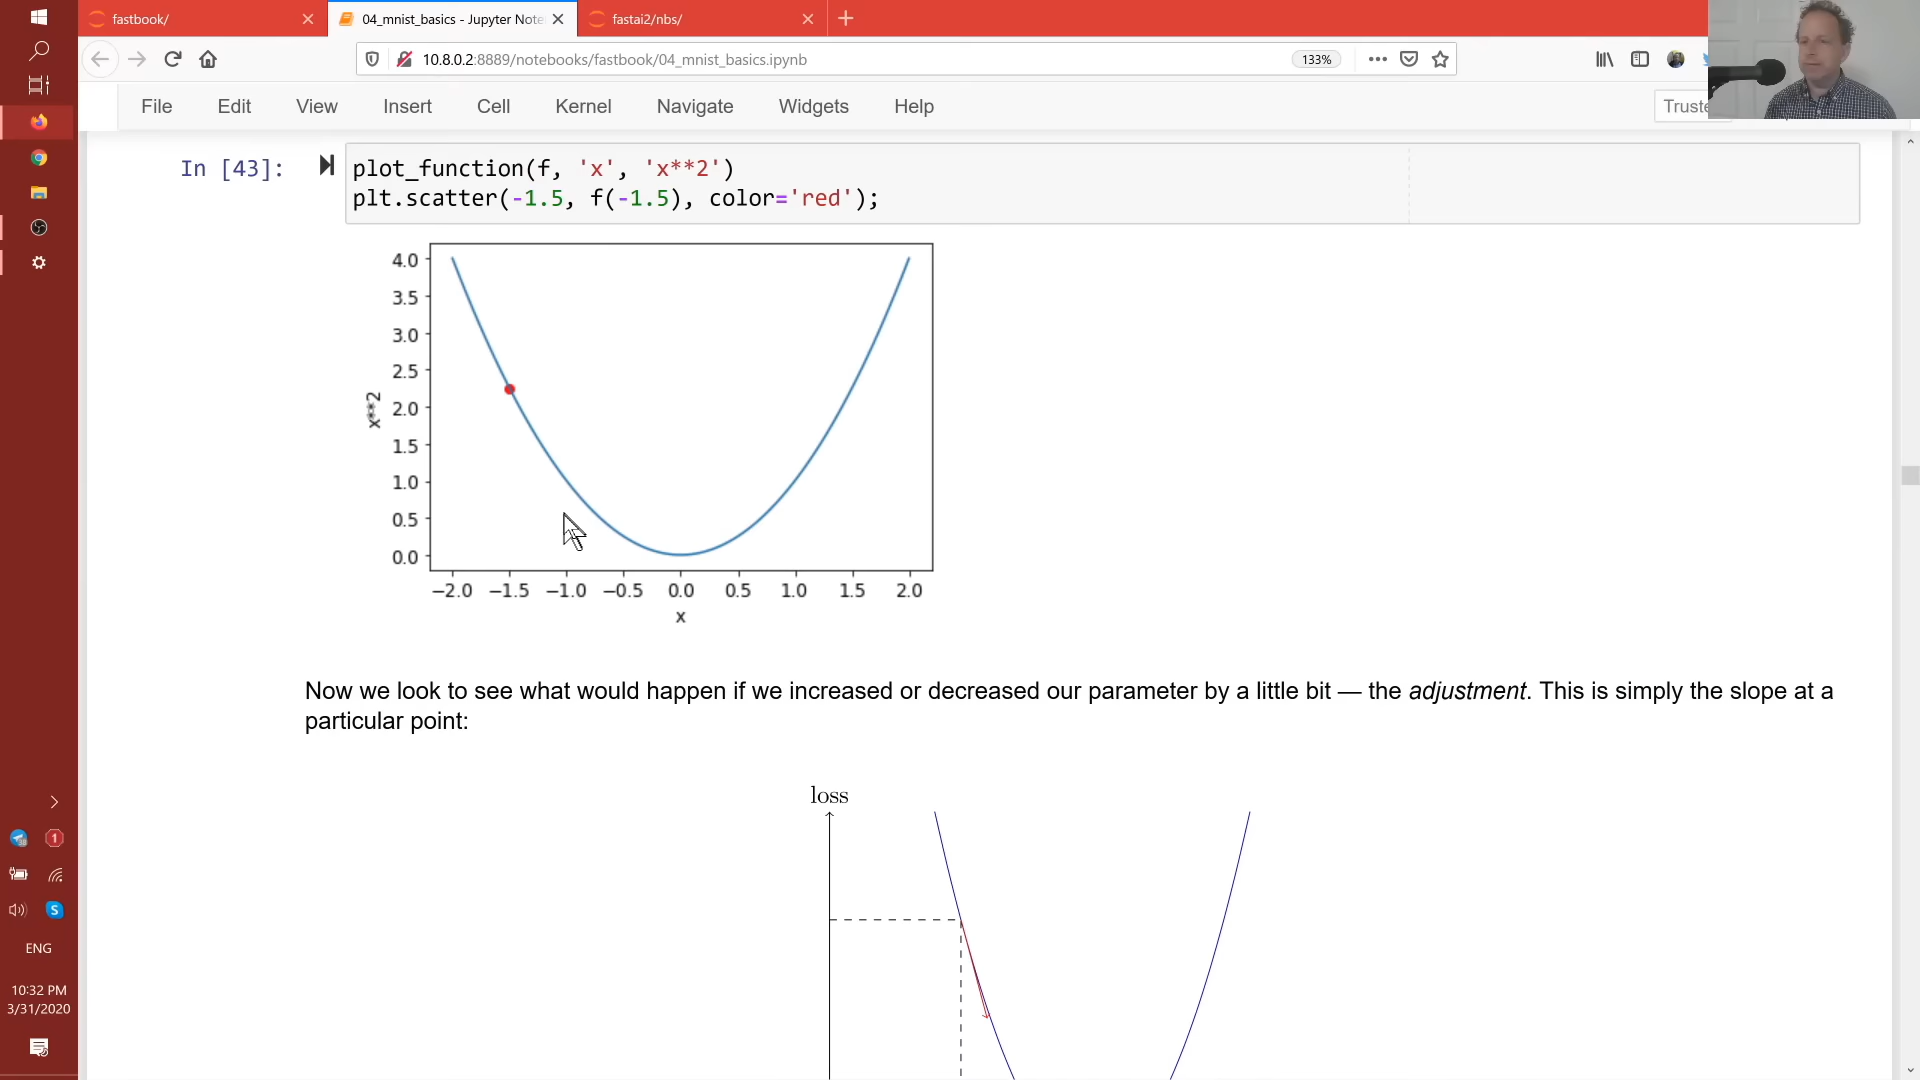 fastbook/
04_mnist_basics - Jupyter Note
fastai2/nbs/
10.8.0.2:8889/notebooks/fastbook/04_mnist_basics.ipynb
133%
File Edit View Insert Cell Kernel Navigate Widgets Help
Truste
In [43]:
plot_function(f, 'x', 'x**2')
plt.scatter(-1.5, f(-1.5), color='red');
4.0
3.5
3.0
2.5
2.0
1.5
1.0
0.5
0.0
x**2
−2.0 −1.5 −1.0 −0.5 0.0 0.5 1.0 1.5 2.0
x
Now we look to see what would happen if we increased or decreased our parameter by a little bit — the adjustment. This is simply the slope at a
particular point:
loss
1
S
ENG
10:32 PM
3/31/2020